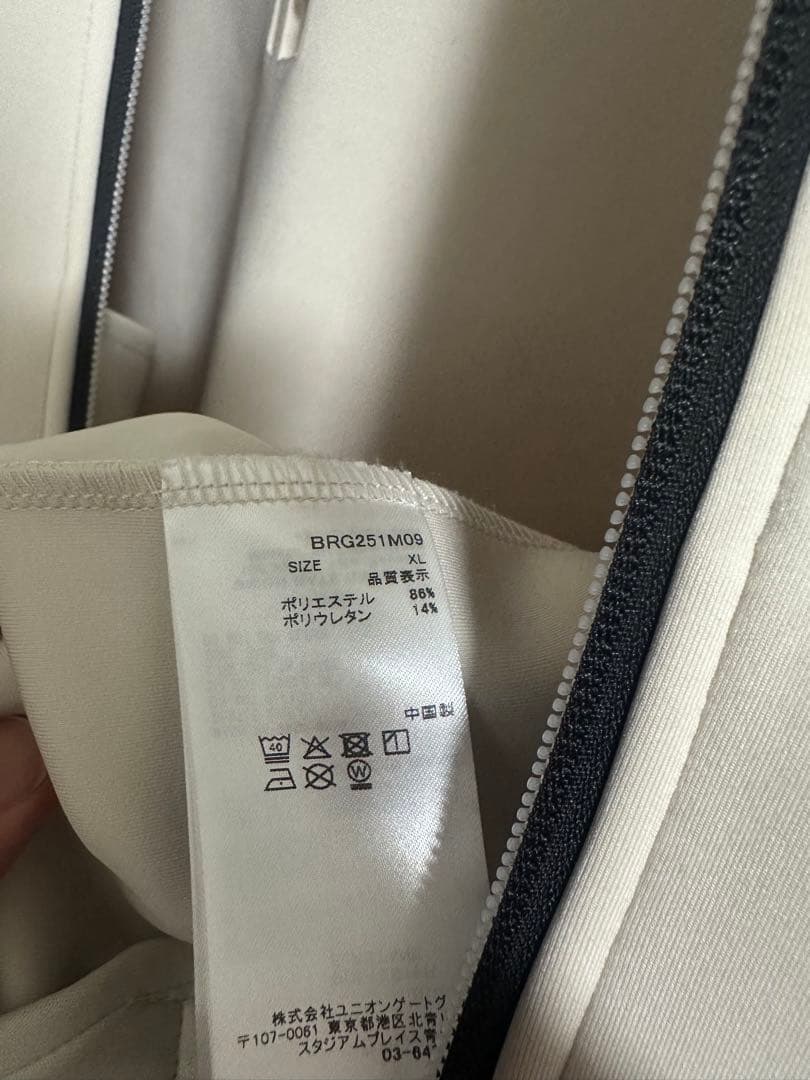 BRG251M09
SIZE XL
品質表示
ポリエステル 86%
ポリウレタン 14%
中国製
40
W
株式会社ユニオンゲートグ
〒107-0061 東京都港区北青
スタジアムプレイス青
03-64